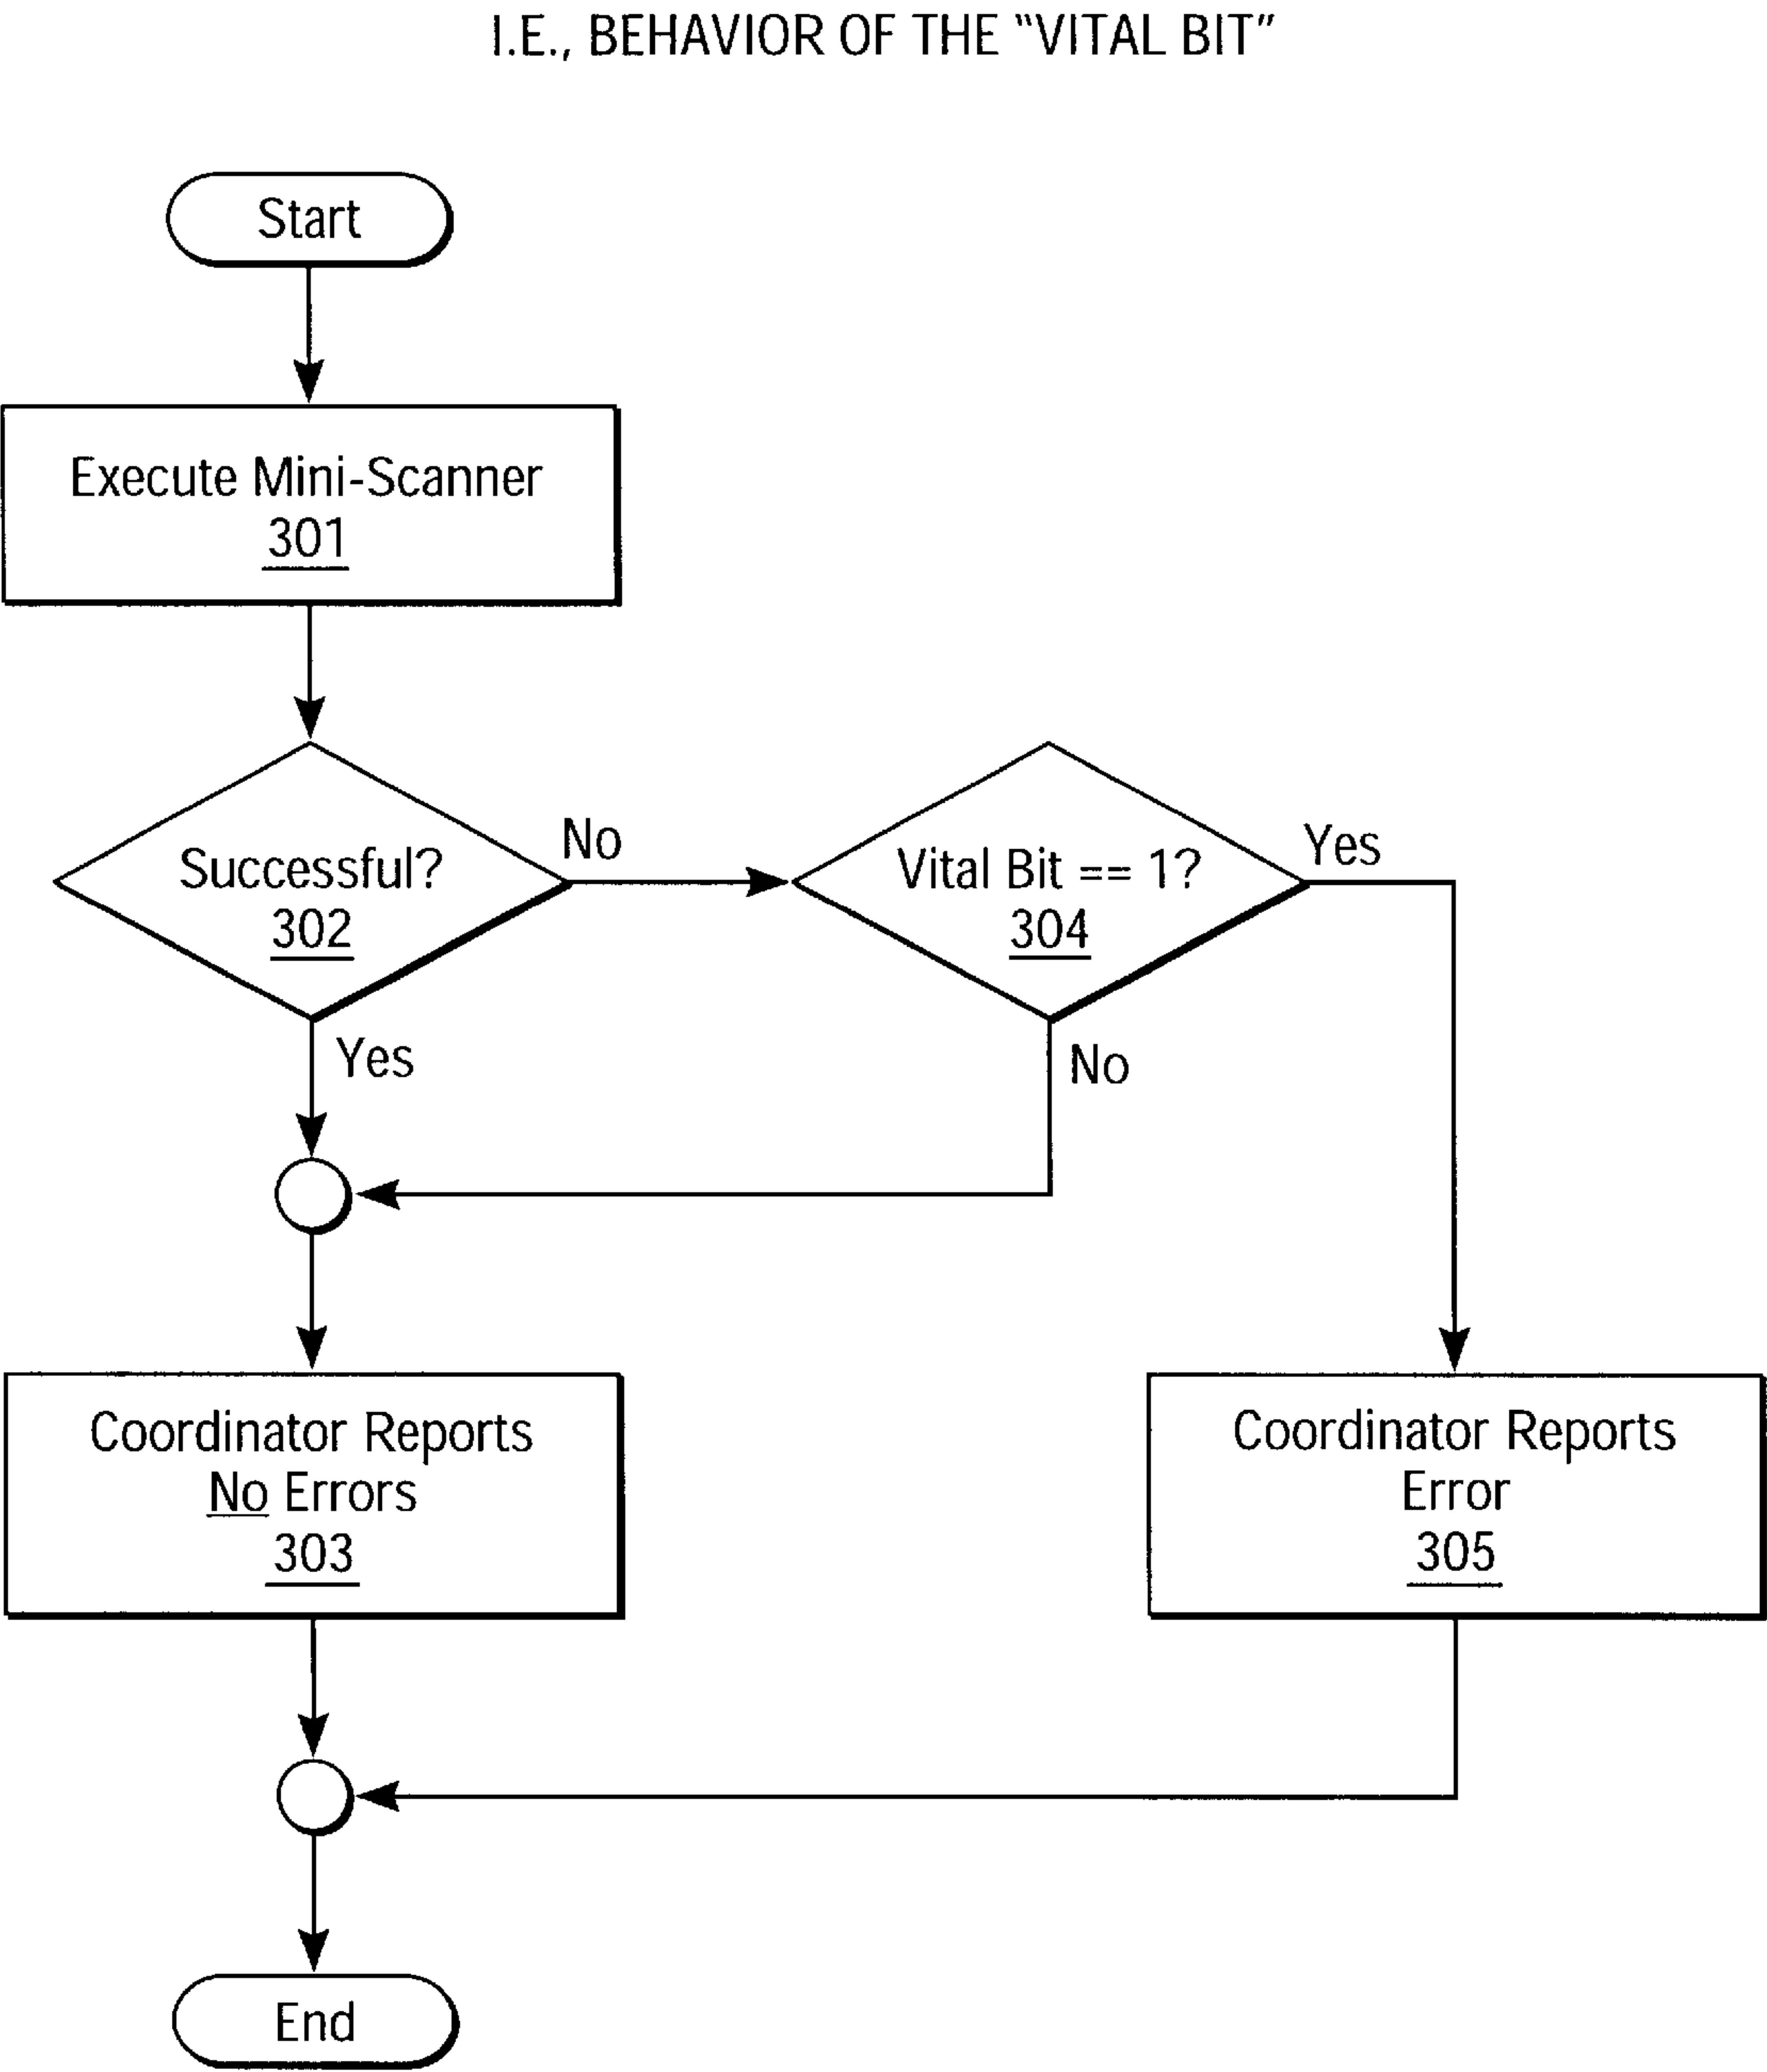 I.E., BEHAVIOR OF THE “VITAL BIT”
Start
Execute Mini-Scanner
301
Successful?
302
No
Yes
Vital Bit == 1?
304
Yes
No
Coordinator Reports
No Errors
303
Coordinator Reports
Error
305
End